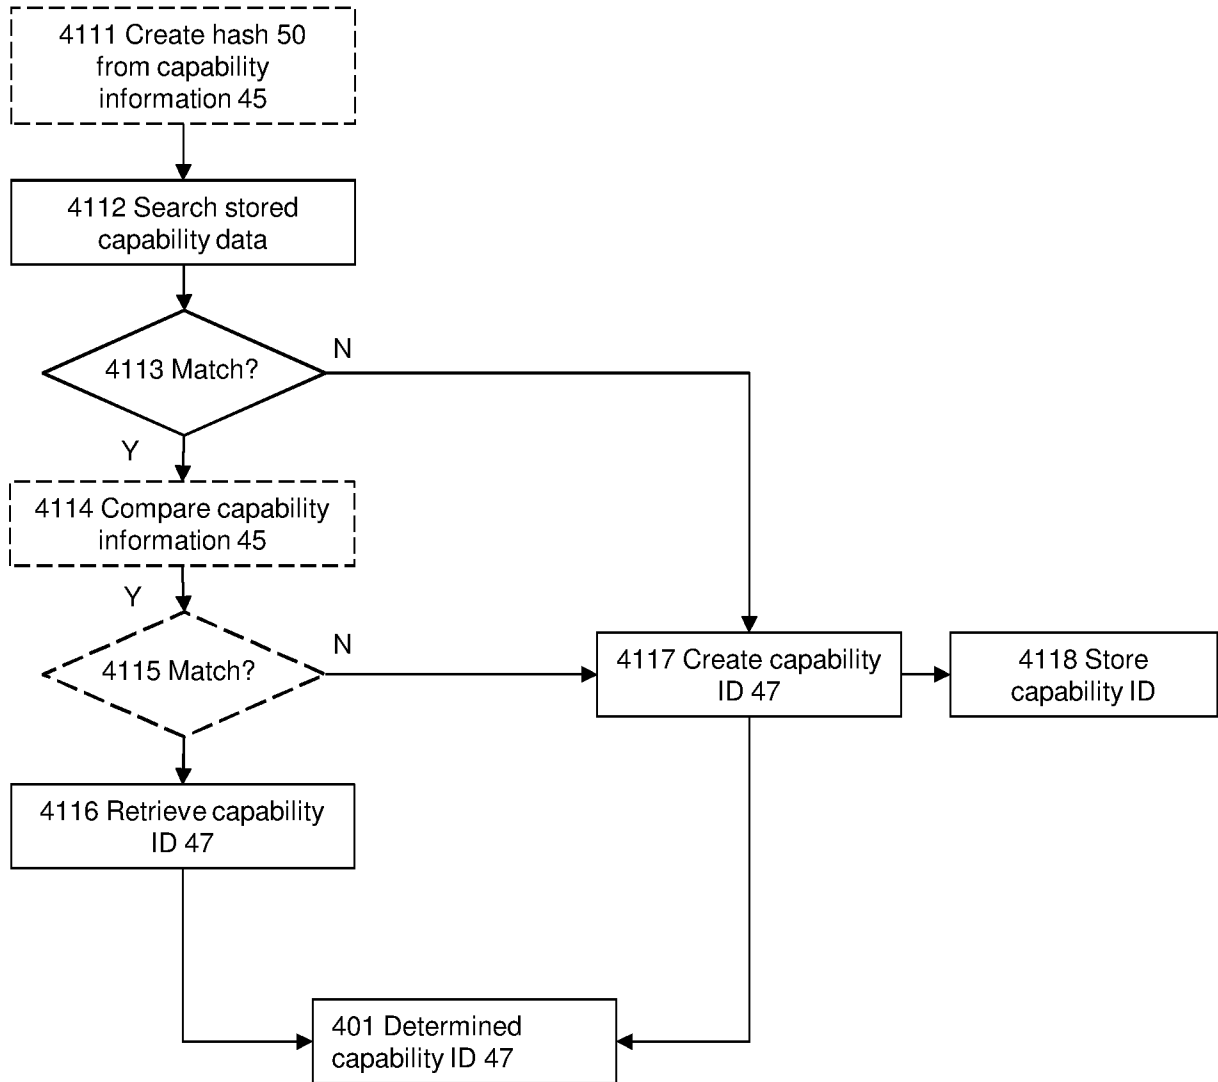 4111 Create hash 50
from capability
information 45
4112 Search stored
capability data
4113 Match?
N
Y
4114 Compare capability
information 45
Y
4115 Match?
N
4117 Create capability
ID 47
4118 Store
capability ID
4116 Retrieve capability
ID 47
401 Determined
capability ID 47